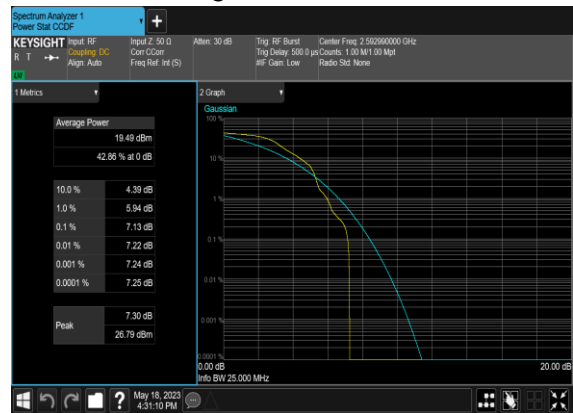 Spectrum Analyzer 1
Power Stat CCDF
KEYSIGHT
R T
LXI
Input: RF
Coupling: DC
Align: Auto
Input Z: 50 Ω
Corr CCorr
Freq Ref: Int (S)
Atten: 30 dB
Trig: RF Burst
Trig Delay: 500.0 µs
#IF Gain: Low
Center Freq: 2.592990000 GHz
Counts: 1.00 M/1.00 Mpt
Radio Std: None
1 Metrics
Average Power
19.49 dBm
42.86 % at 0 dB
10.0 % 4.39 dB
1.0 % 5.94 dB
0.1 % 7.13 dB
0.01 % 7.22 dB
0.001 % 7.24 dB
0.0001 % 7.25 dB
Peak
7.30 dB
26.79 dBm
2 Graph
Gaussian
100 %
10 %
1 %
0.1 %
0.01 %
0.001 %
0.0001 %
0.00 dB 20.00 dB
Info BW 25.000 MHz
May 18, 2023
4:31:10 PM